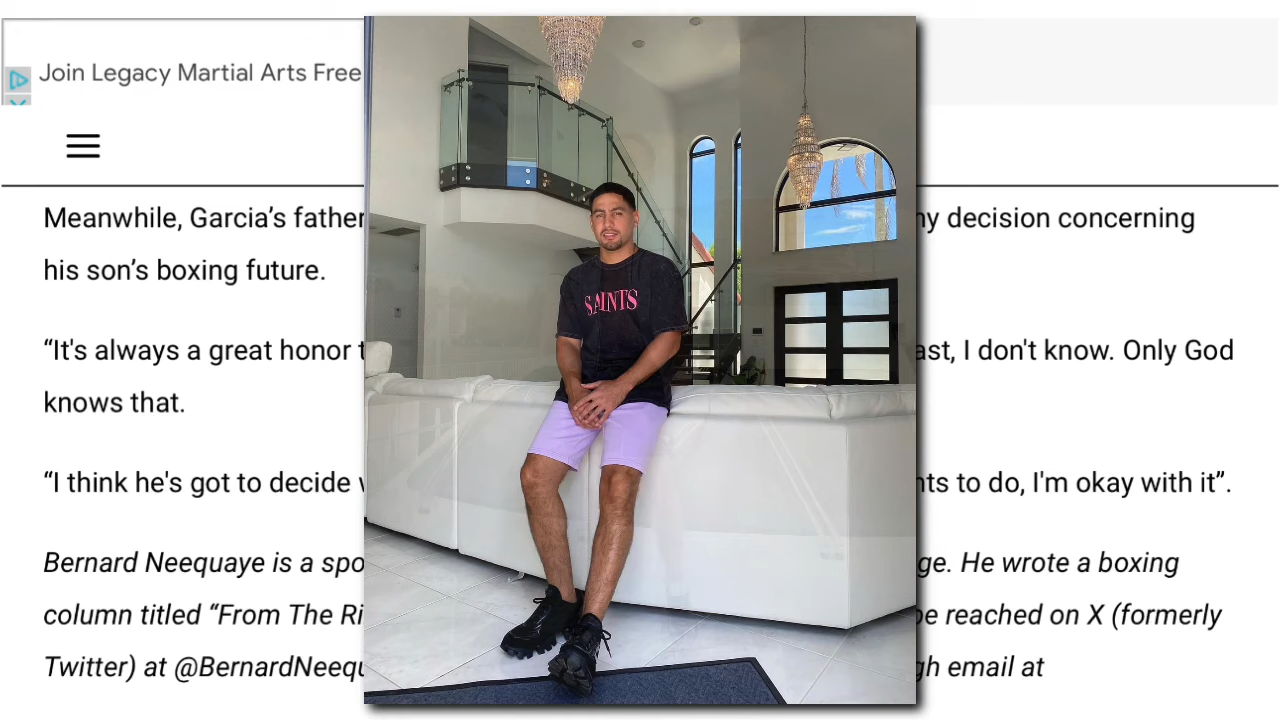 Join Legacy Martial Arts Free
Meanwhile, Garcia’s father
ny decision concerning
his son’s boxing future.
“It's always a great honor t
ast, I don't know. Only God
knows that.
“I think he's got to decide w
nts to do, I'm okay with it”.
Bernard Neequaye is a spo
ge. He wrote a boxing
column titled “From The Ri
be reached on X (formerly
Twitter) at @BernardNeequ
gh email at
SAINTS